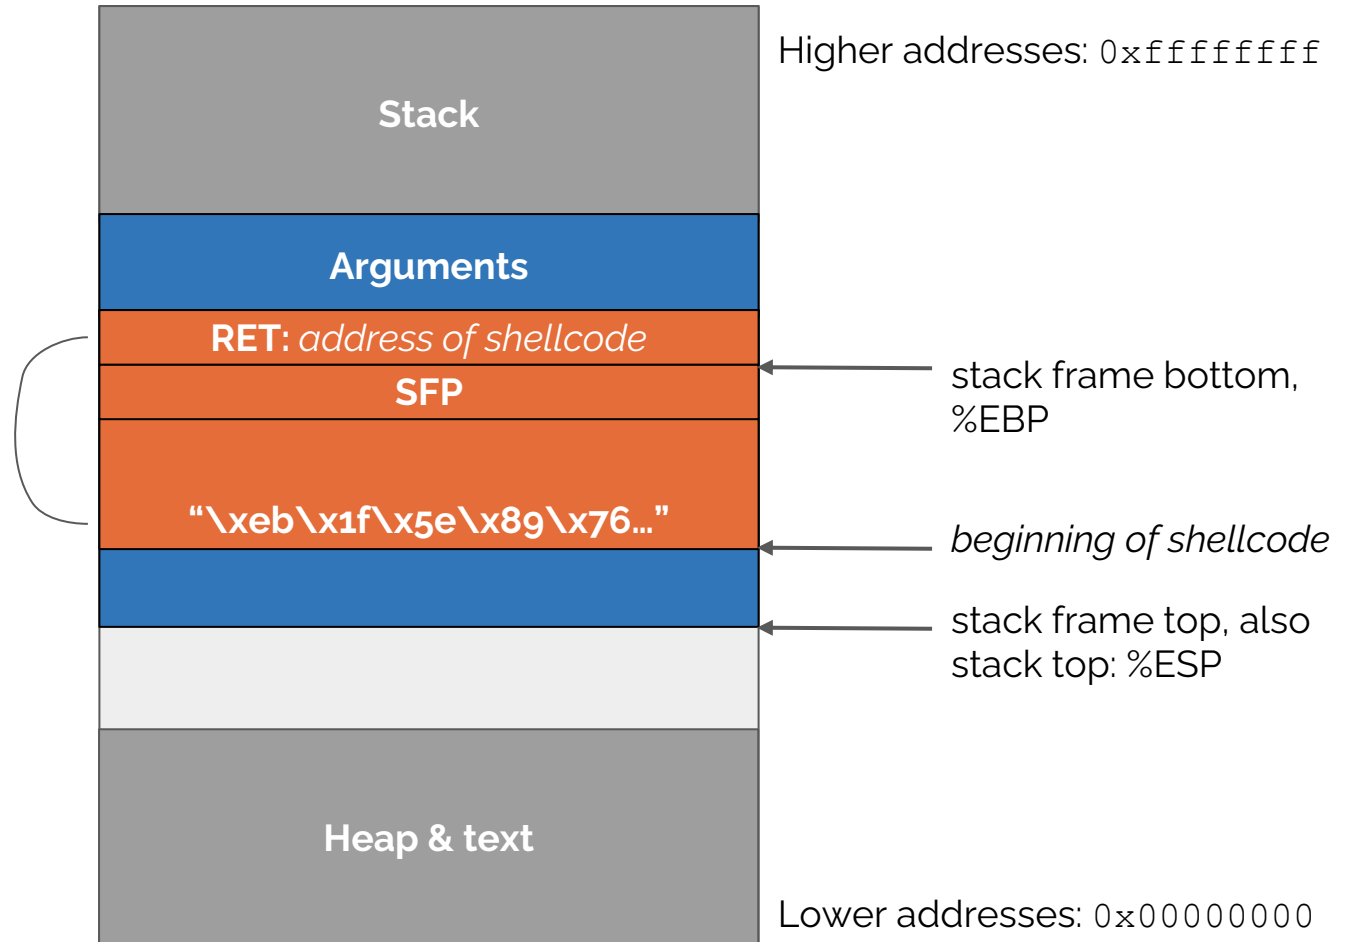 Higher addresses: 0xffffffff
Stack
Arguments
RET: address of shellcode
SFP
stack frame bottom,
%EBP
“\xeb\x1f\x5e\x89\x76…”
beginning of shellcode
stack frame top, also
stack top: %ESP
Heap & text
Lower addresses: 0x00000000